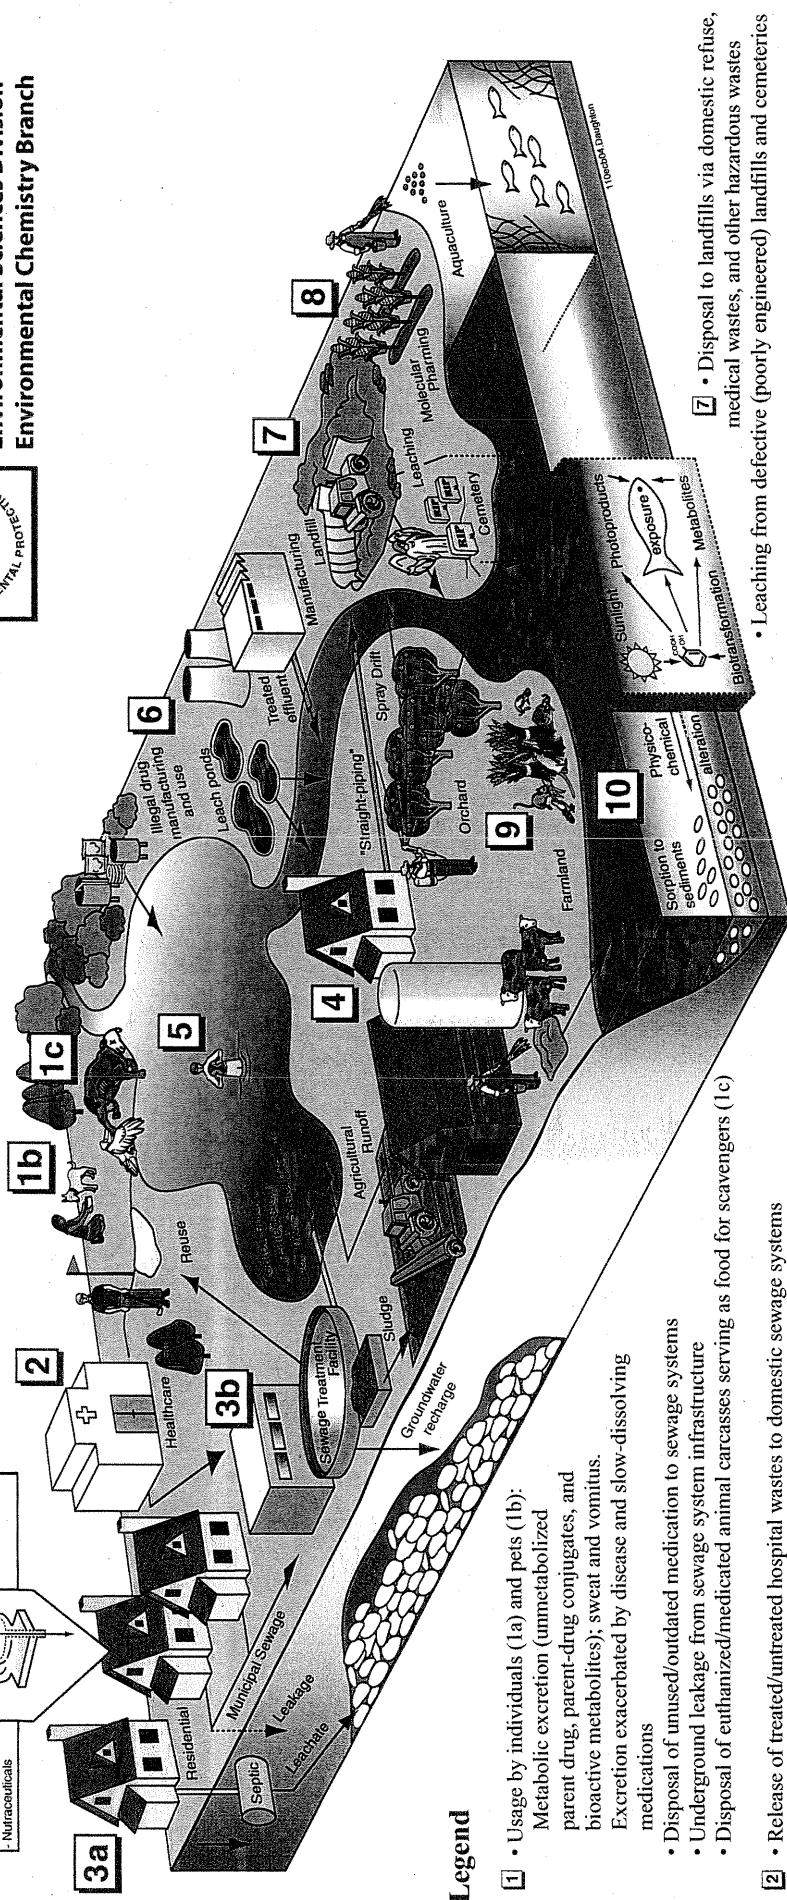 Environmental Chemistry Branch
- Nutraceuticals
3a
Residential
Septic
Leachate
Leakage
Municipal Sewage
2
Healthcare
3b
Sewage Treatment
Facility
Sludge
Groundwater
recharge
Reuse
1b
1c
5
Agricultural
Runoff
4
"Straight-piping"
Illegal drug
manufacturing
and use
Leach ponds
6
Treated
effluent
Manufacturing
Spray Drift
Orchard
9
Farmland
10
7
Landfill
Leaching
RIP
RIP
RIP
Cemetery
8
Molecular
Pharming
Aquaculture
110ecb04.Daughton
Sorption to
sediments
Physico-
chemical
alteration
Sunlight
Photoproducts
exposure
COOH
OH
Metabolites
Biotransformation
Legend
1 • Usage by individuals (1a) and pets (1b):
Metabolic excretion (unmetabolized
parent drug, parent-drug conjugates, and
bioactive metabolites); sweat and vomitus.
Excretion exacerbated by disease and slow-dissolving
medications
• Disposal of unused/outdated medication to sewage systems
• Underground leakage from sewage system infrastructure
• Disposal of euthanized/medicated animal carcasses serving as food for scavengers (1c)
2 • Release of treated/untreated hospital wastes to domestic sewage systems
7 • Disposal to landfills via domestic refuse,
medical wastes, and other hazardous wastes
• Leaching from defective (poorly engineered) landfills and cemeteries